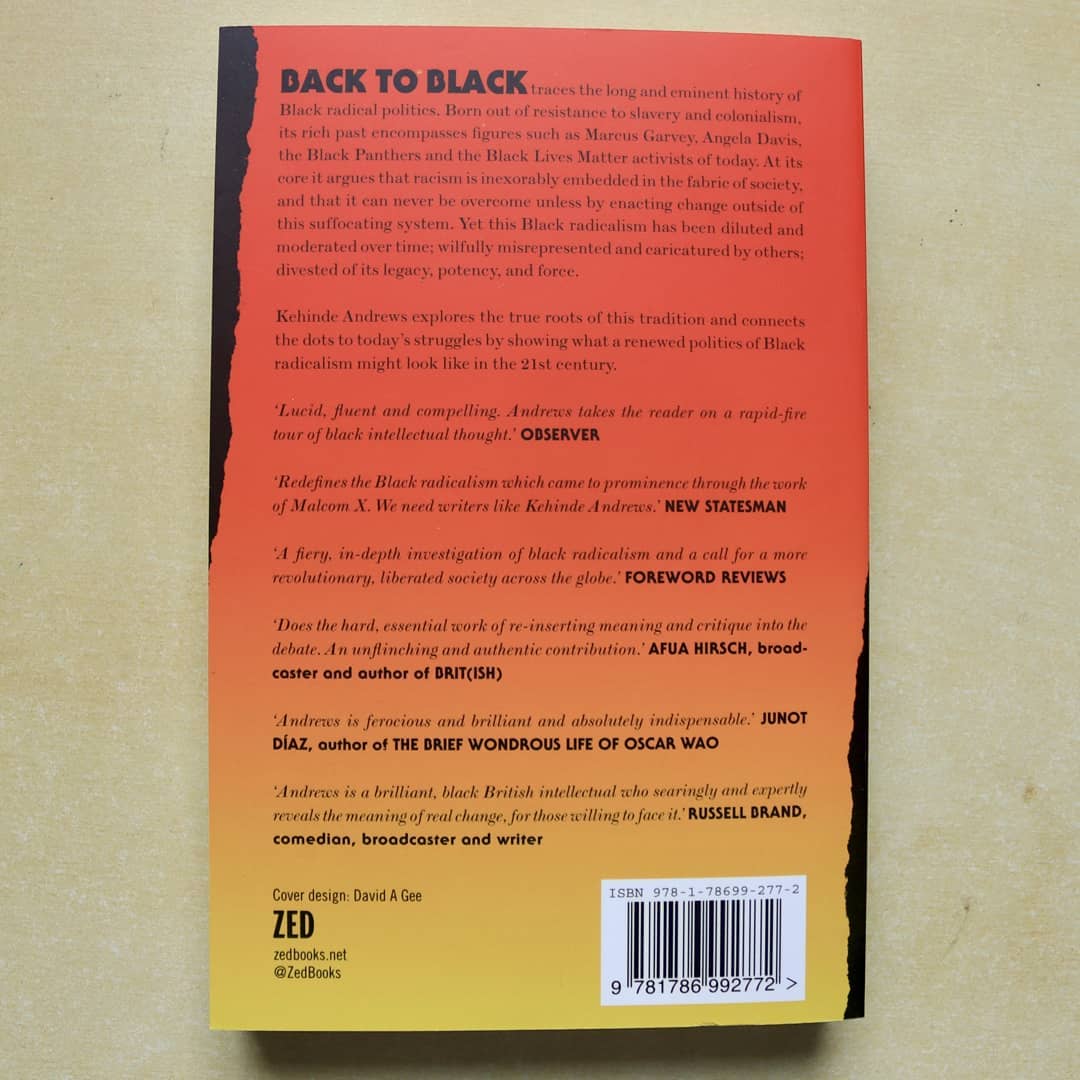 BACK TO BLACK traces the long and eminent history of
Black radical politics. Born out of resistance to slavery and colonialism,
its rich past encompasses figures such as Marcus Garvey, Angela Davis,
the Black Panthers and the Black Lives Matter activists of today. At its
core it argues that racism is inexorably embedded in the fabric of society,
and that it can never be overcome unless by enacting change outside of
this suffocating system. Yet this Black radicalism has been diluted and
moderated over time; wilfully misrepresented and caricatured by others;
divested of its legacy, potency, and force.
Kehinde Andrews explores the true roots of this tradition and connects
the dots to today's struggles by showing what a renewed politics of Black
radicalism might look like in the 21st century.
‘Lucid, fluent and compelling. Andrews takes the reader on a rapid-fire
tour of black intellectual thought.’ OBSERVER
‘Redefines the Black radicalism which came to prominence through the work
of Malcom X. We need writers like Kehinde Andrews.’ NEW STATESMAN
‘A fiery, in-depth investigation of black radicalism and a call for a more
revolutionary, liberated society across the globe.’ FOREWORD REVIEWS
‘Does the hard, essential work of re-inserting meaning and critique into the
debate. An unflinching and authentic contribution.’ AFUA HIRSCH, broad-
caster and author of BRIT(ISH)
‘Andrews is ferocious and brilliant and absolutely indispensable.’ JUNOT
DÍAZ, author of THE BRIEF WONDROUS LIFE OF OSCAR WAO
‘Andrews is a brilliant, black British intellectual who searingly and expertly
reveals the meaning of real change, for those willing to face it.’ RUSSELL BRAND,
comedian, broadcaster and writer
Cover design: David A Gee
ZED
zedbooks.net
@ZedBooks
ISBN 978-1-78699-277-2
9 781786 992772 >